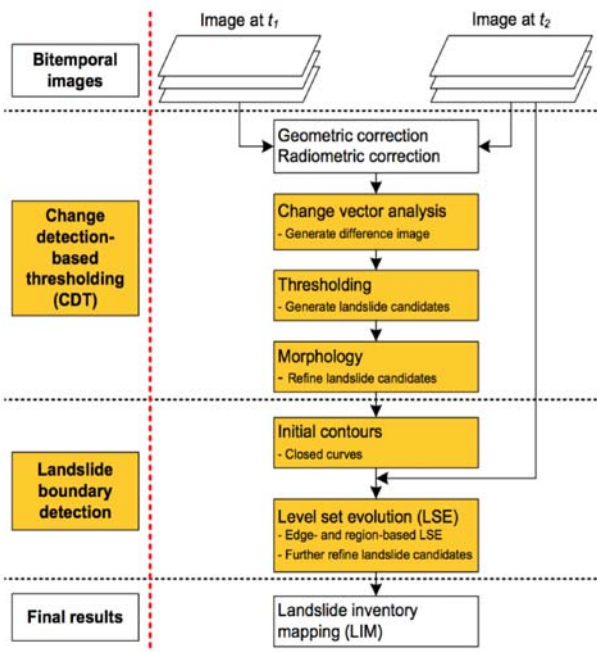 Image at t1
Image at t2
Bitemporal
images
Geometric correction
Radiometric correction
Change
detection-
based
thresholding
(CDT)
Change vector analysis
- Generate difference image
Thresholding
- Generate landslide candidates
Morphology
- Refine landslide candidates
Landslide
boundary
detection
Initial contours
- Closed curves
Level set evolution (LSE)
- Edge- and region-based LSE
- Further refine landslide candidates
Final results
Landslide inventory
mapping (LIM)